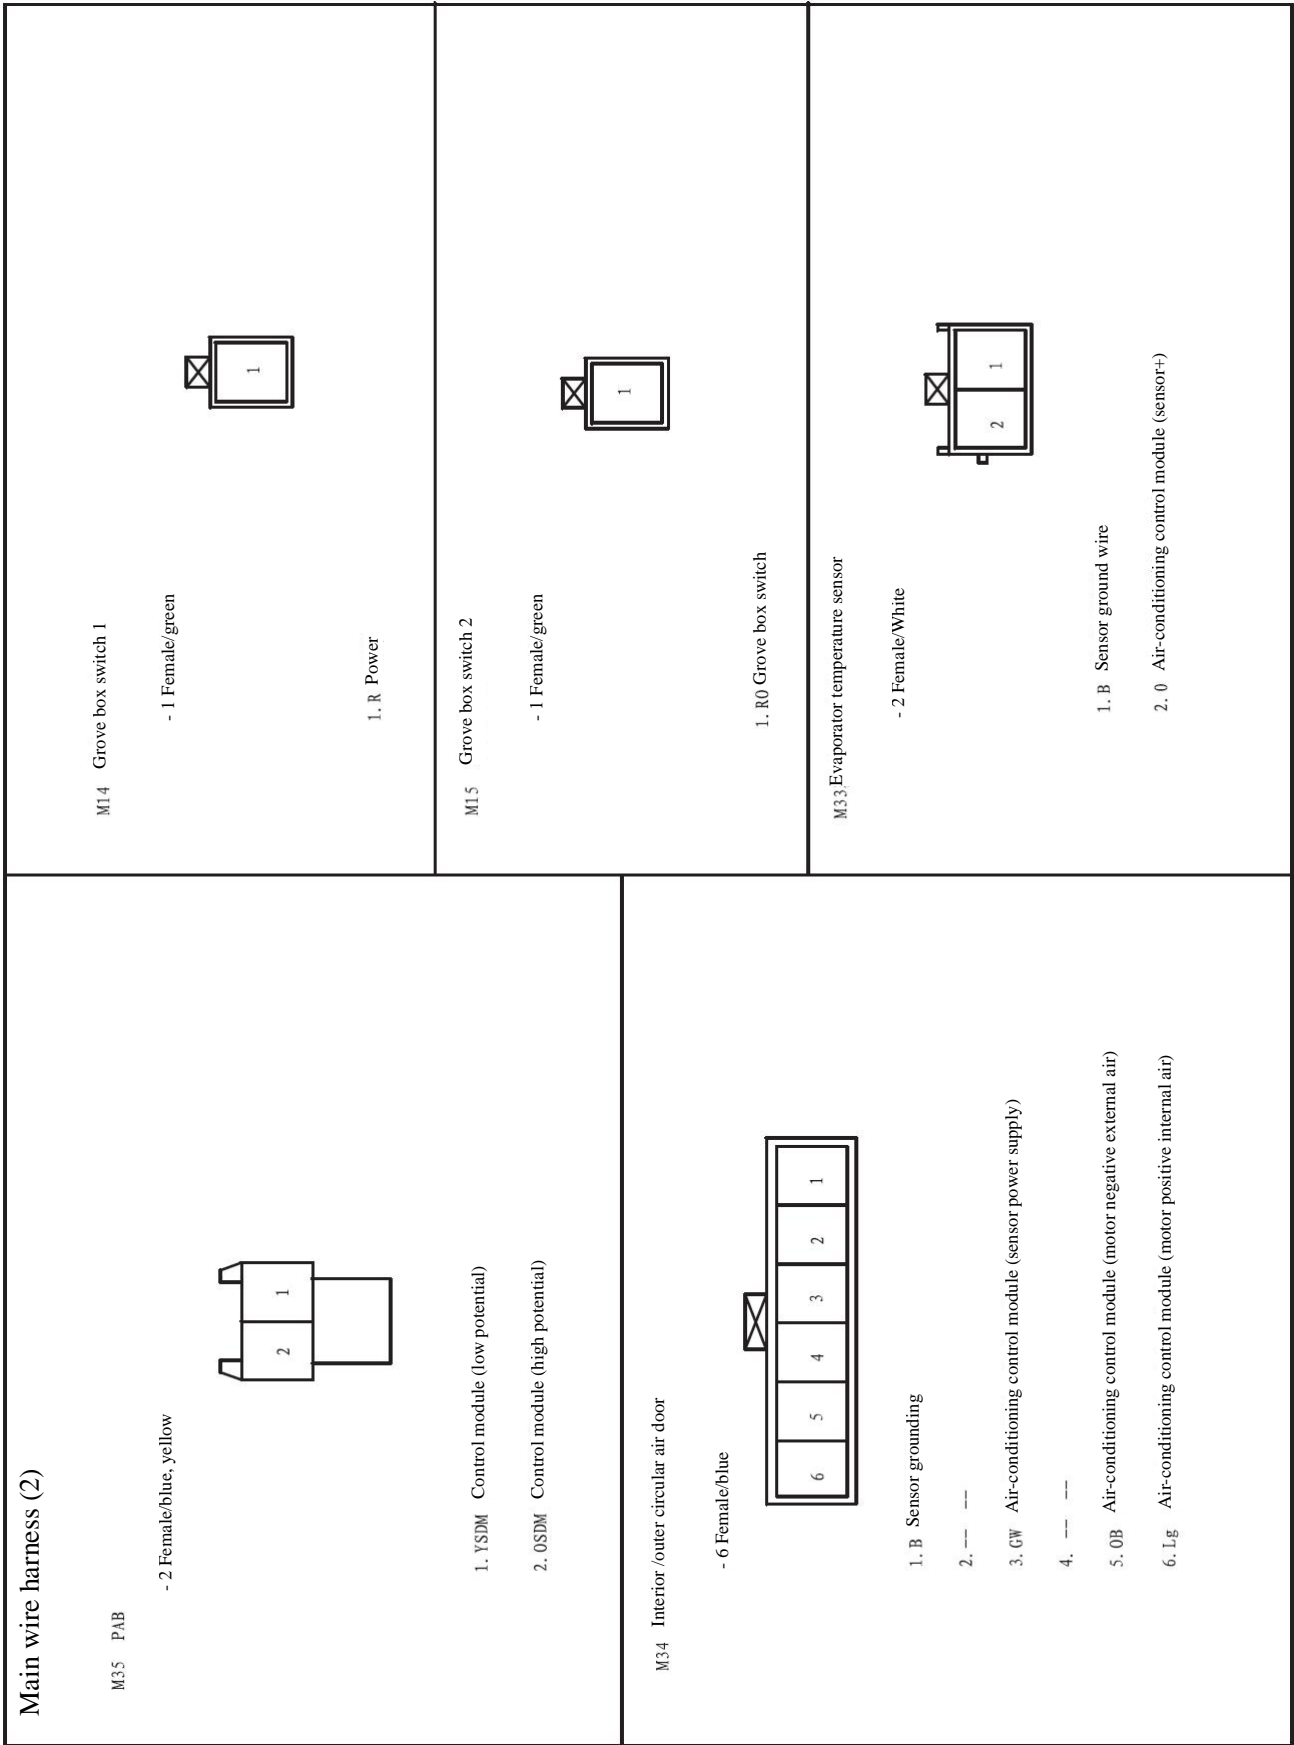 Main wire harness (2)
M35 PAB
- 2 Female/blue, yellow
2 1
1. YSDM Control module (low potential)
2. OSDM Control module (high potential)
M34 Interior /outer circular air door
- 6 Female/blue
6 5 4 3 2 1
1. B Sensor grounding
2. –– ––
3. GW Air-conditioning control module (sensor power supply)
4. –– ––
5. OB Air-conditioning control module (motor negative external air)
6. Lg Air-conditioning control module (motor positive internal air)
M14 Grove box switch 1
- 1 Female/green
1
1. R Power
M15 Grove box switch 2
- 1 Female/green
1
1. RO Grove box switch
M33 Evaporator temperature sensor
- 2 Female/White
2 1
1. B Sensor ground wire
2. O Air-conditioning control module (sensor+)